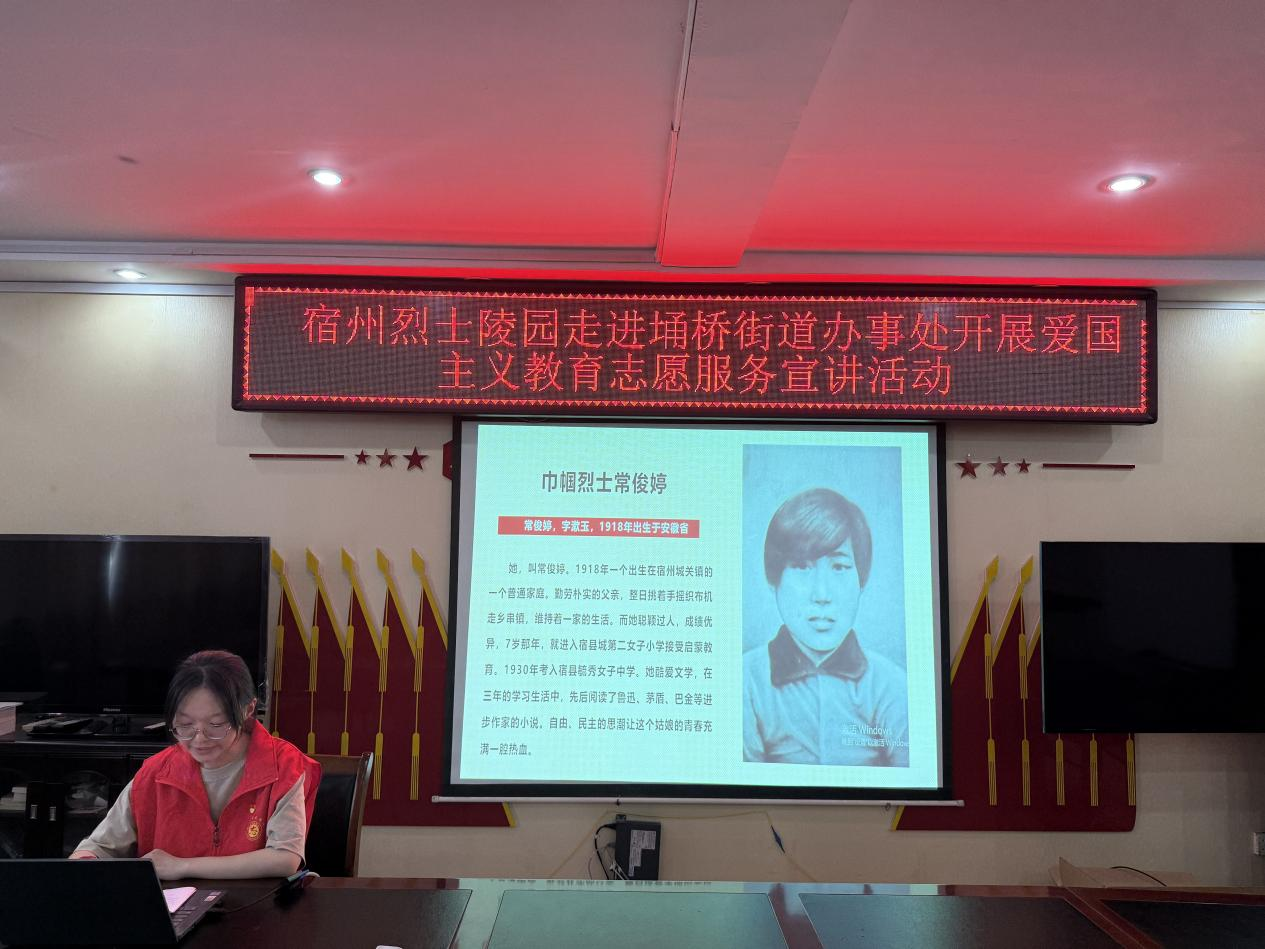 宿州烈士陵园走进埇桥街道办事处开展爱国
主义教育志愿服务宣讲活动
巾帼烈士常俊婷
常俊婷，字漱玉，1918年出生于安徽省
她，叫常俊婷。1918年一个出生在宿州城关镇的
一个普通家庭。勤劳朴实的父亲，整日挑着手摇织布机
走乡串镇，维持着一家的生活。而她聪颖过人，成绩优
异，7岁那年，就进入宿县城第二女子小学接受启蒙教
育。1930年考入宿县毓秀女子中学。她酷爱文学，在
三年的学习生活中，先后阅读了鲁迅、茅盾、巴金等进
步作家的小说。自由、民主的思潮让这个姑娘的青春充
满一腔热血。
激活 Windows
Hisense